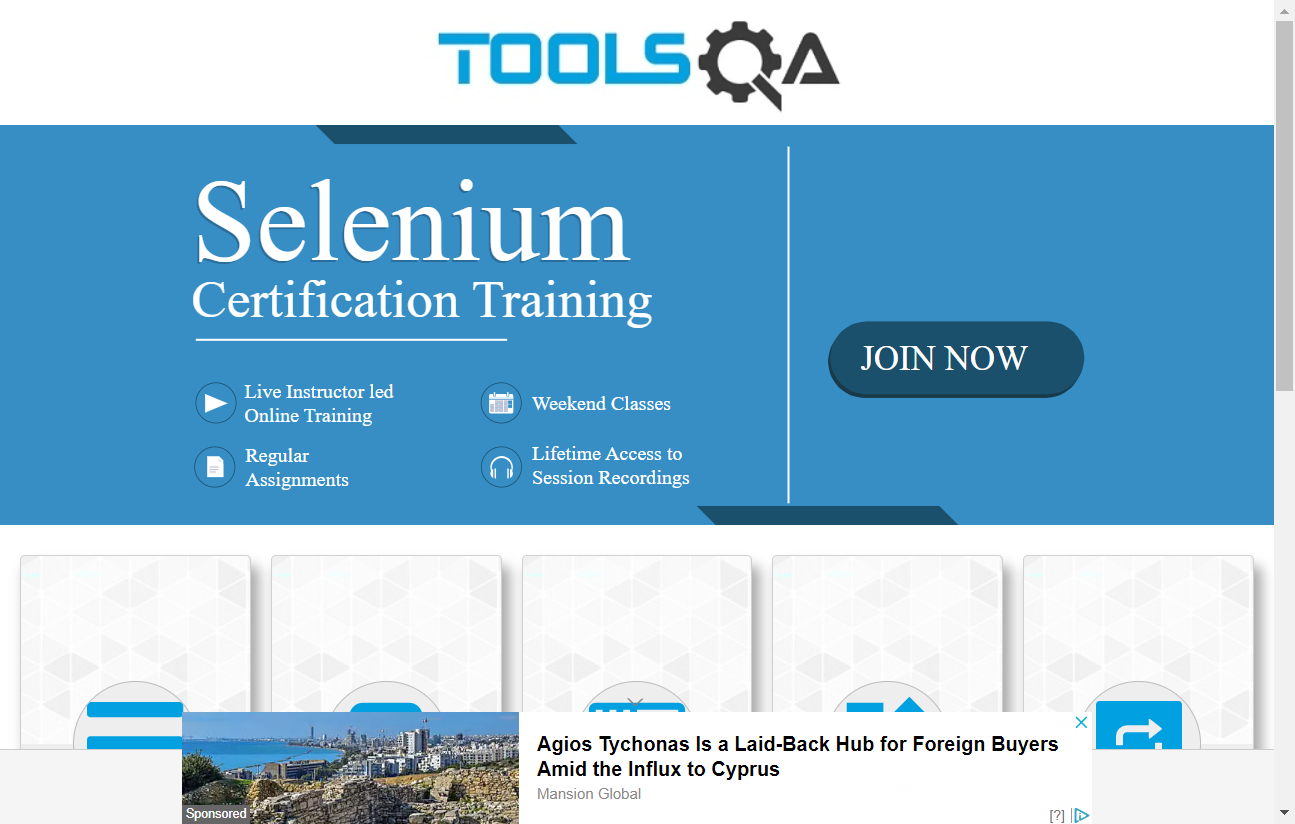 TOOLSQA
Selenium
Certification Training
JOIN NOW
Live Instructor led
Online Training
Weekend Classes
Regular
Assignments
Lifetime Access to
Session Recordings
Agios Tychonas Is a Laid-Back Hub for Foreign Buyers
Amid the Influx to Cyprus
Mansion Global
Sponsored
[?]